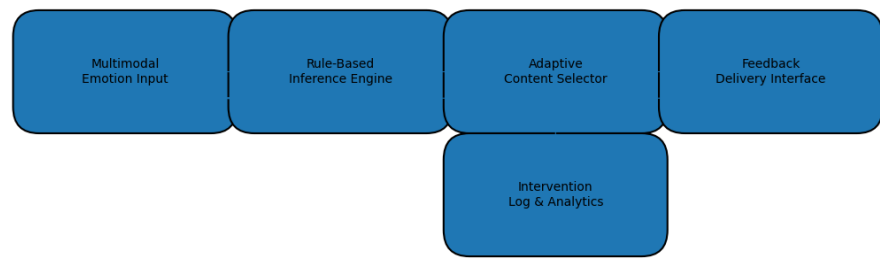 Multimodal
Emotion Input
Rule-Based
Inference Engine
Adaptive
Content Selector
Feedback
Delivery Interface
Intervention
Log & Analytics